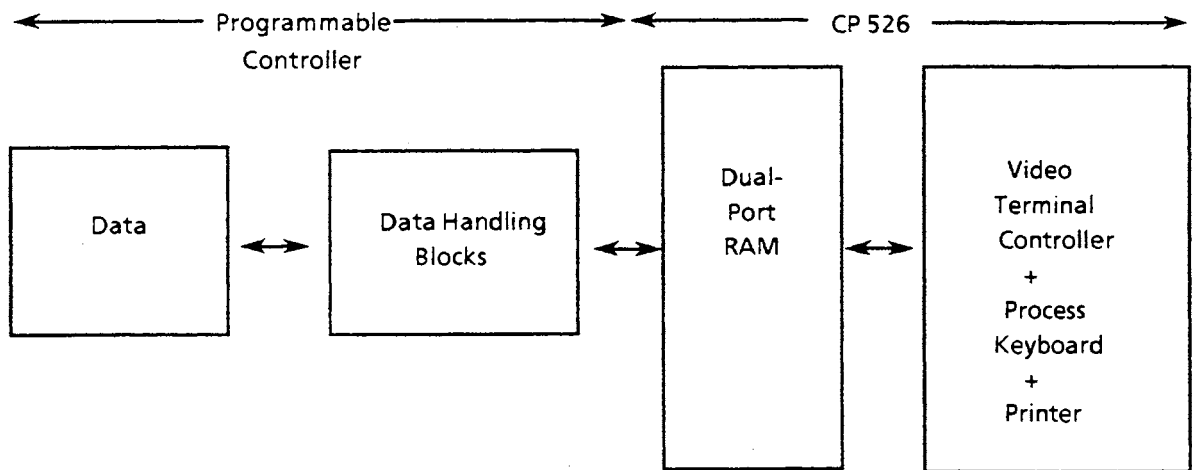 Programmable
Controller
CP 526
Data
Data Handling
Blocks
Dual-
Port
RAM
Video
Terminal
Controller
+
Process
Keyboard
+
Printer